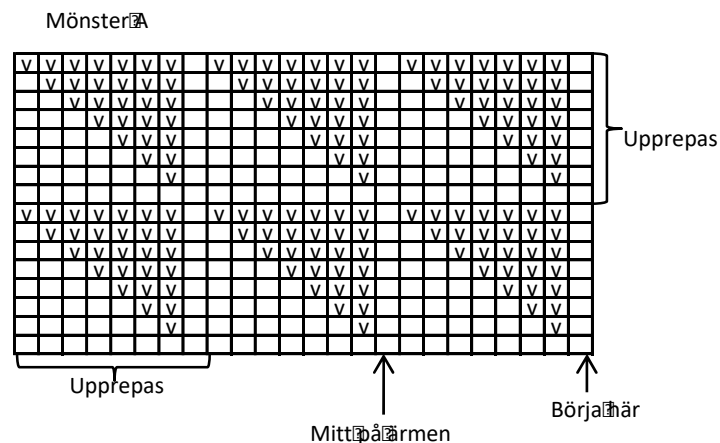 Mönster A
v v v v v v v v v v v v v v v v v v v v v
v v v v v v v v v v v v v v v v v v
v v v v v v v v v v v v v v v
v v v v v v v v v v v v
v v v v v v v v v
v v v v v v
v v v
Upprepas
v v v v v v v v v v v v v v v v v v v v v
v v v v v v v v v v v v v v v v v v
v v v v v v v v v v v v v v v
v v v v v v v v v v v v
v v v v v v v v v
v v v v v v
v v v
Upprepas
Börja här
Mitt på ärmen